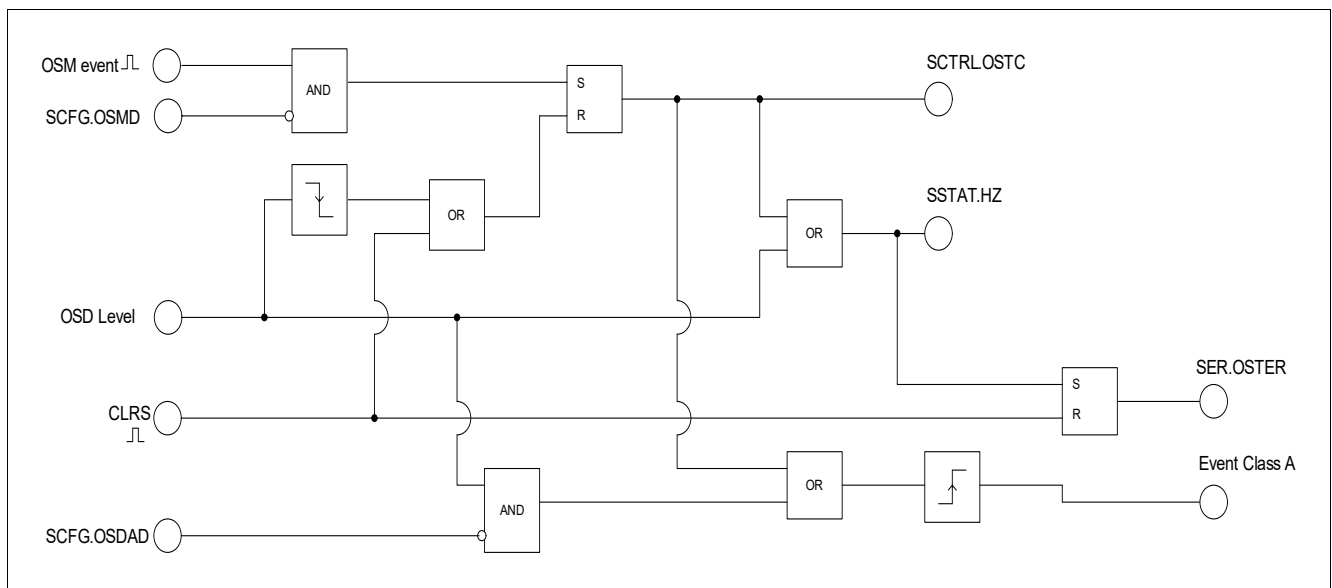 OSM event
SCFG.OSMD
AND
S
R
SCTRL.OSTC
OR
OR
SSTAT.HZ
OSD Level
CLRS
S
R
SER.OSTER
SCFG.OSDAD
AND
OR
Event Class A